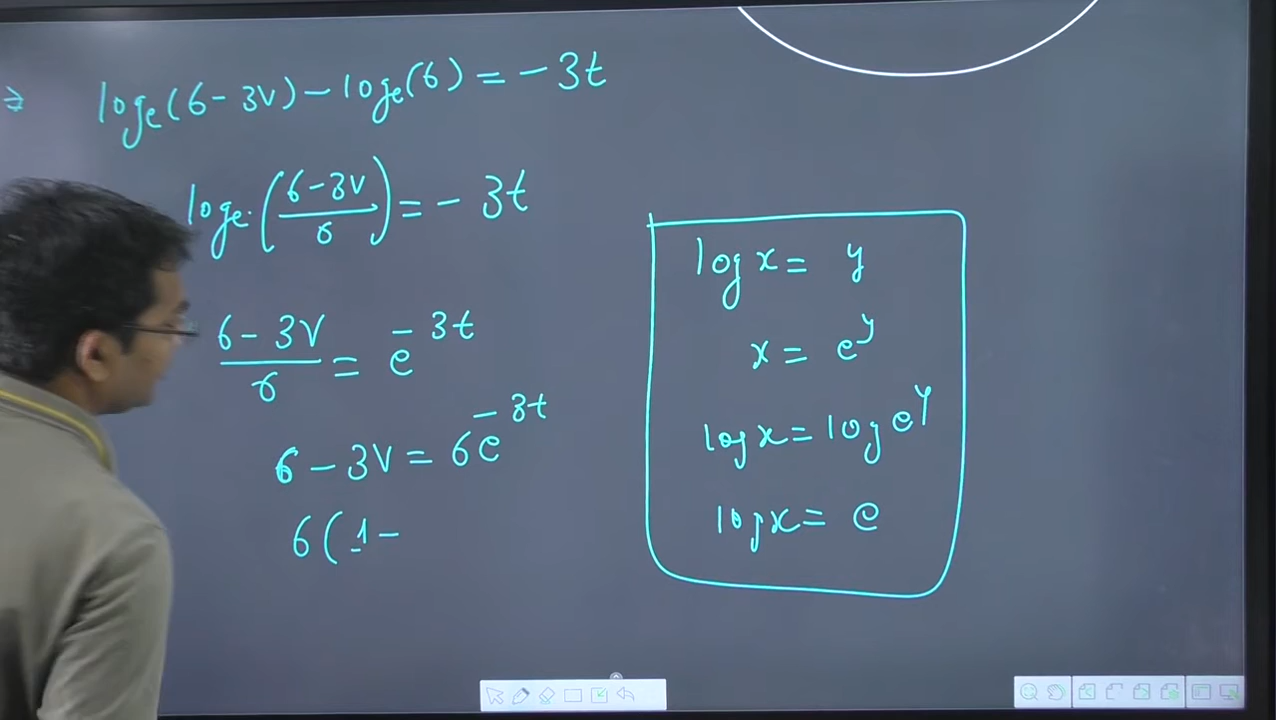 ⇒ logₑ(6-3v) - logₑ(6) = -3t
logₑ.((6-3v)/6) = -3t
(6-3V)/6 = e^(-3t)
6-3V = 6e^(-3t)
6(1-
log x = y
x = e^y
log x = log e^y
log x = e